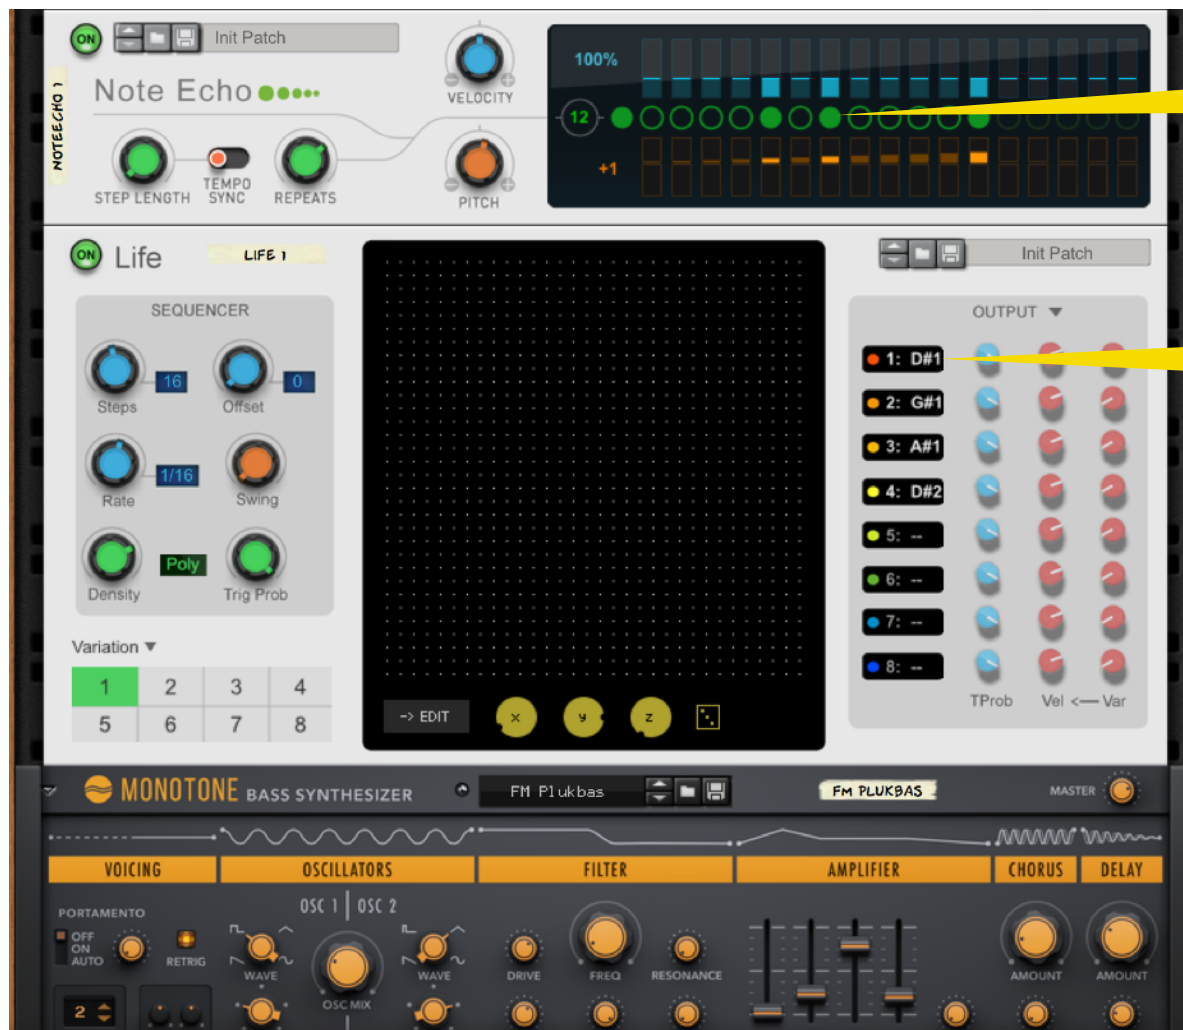 ON
Init Patch
Note Echo
NOTEECHO 1
VELOCITY
STEP LENGTH
TEMPO
SYNC
REPEATS
PITCH
100%
12
+1
ON
Life
LIFE 1
Init Patch
SEQUENCER
Steps
16
Offset
0
Rate
1/16
Swing
Density
Poly
Trig Prob
Variation
1 2 3 4
5 6 7 8
-> EDIT
x y z
OUTPUT
1: D#1
2: G#1
3: A#1
4: D#2
5: --
6: --
7: --
8: --
TProb Vel <— Var
MONOTONE BASS SYNTHESIZER
FM Plukbas
FM PLUKBAS
MASTER
VOICING OSCILLATORS FILTER AMPLIFIER CHORUS DELAY
PORTAMENTO
OFF
ON
AUTO
RETRIG
2
OSC 1 | OSC 2
WAVE
OSC MIX
WAVE
DRIVE FREQ RESONANCE
AMOUNT AMOUNT